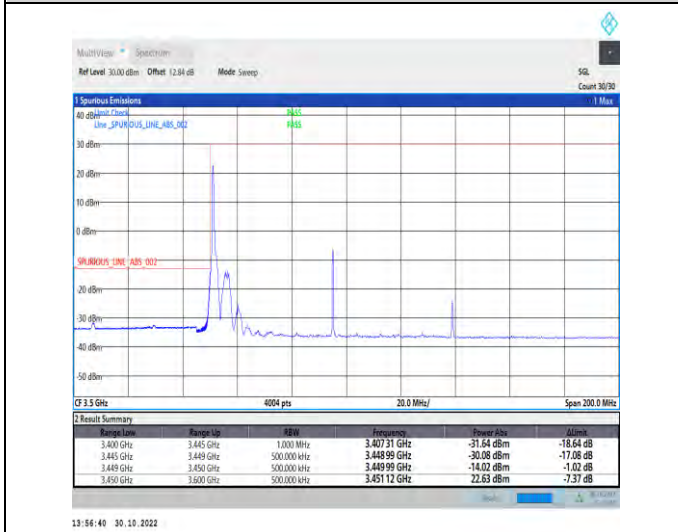 MultiView Spectrum
Ref Level 30.00 dBm Offset 12.84 dB Mode Sweep SGL
Count 30/30
1 Spurious Emissions 1 Max
40 dBm Limit Check PASS
Line _SPURIOUS_LINE_ABS_002 PASS
30 dBm
20 dBm
10 dBm
0 dBm
_SPURIOUS_LINE_ABS_002
-20 dBm
-30 dBm
-40 dBm
-50 dBm
CF 3.5 GHz 4004 pts 20.0 MHz/ Span 200.0 MHz
2 Result Summary
Range Low Range Up RBW Frequency Power Abs ΔLimit
3.400 GHz 3.445 GHz 1.000 MHz 3.407 31 GHz -31.64 dBm -18.64 dB
3.445 GHz 3.449 GHz 500.000 kHz 3.448 99 GHz -30.08 dBm -17.08 dB
3.449 GHz 3.450 GHz 500.000 kHz 3.449 99 GHz -14.02 dBm -1.02 dB
3.450 GHz 3.600 GHz 500.000 kHz 3.451 12 GHz 22.63 dBm -7.37 dB
13:56:40 30.10.2022